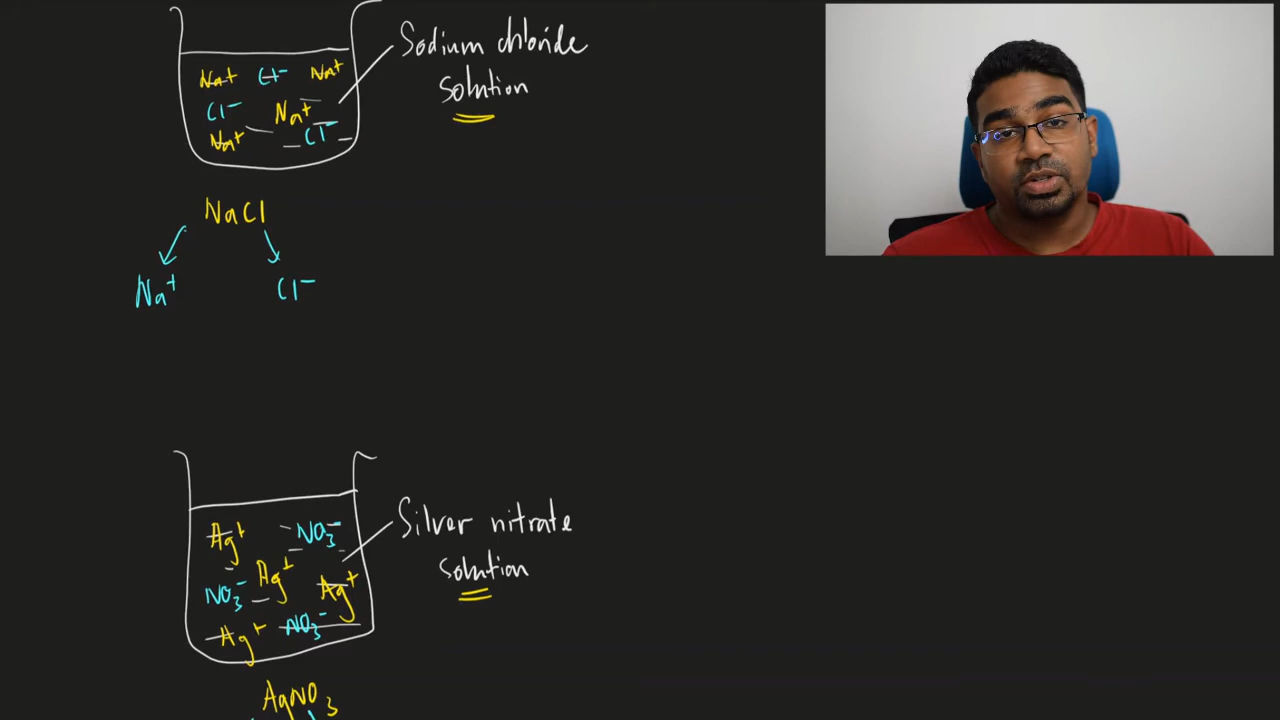 Sodium chloride
solution
Na+ Cl- Na+
Cl- Na+
Na+ Cl-
NaCl
Na+ Cl-
Silver nitrate
solution
Ag+ NO3-
NO3- Ag+ Ag+
Ag+ NO3-
AgNO3